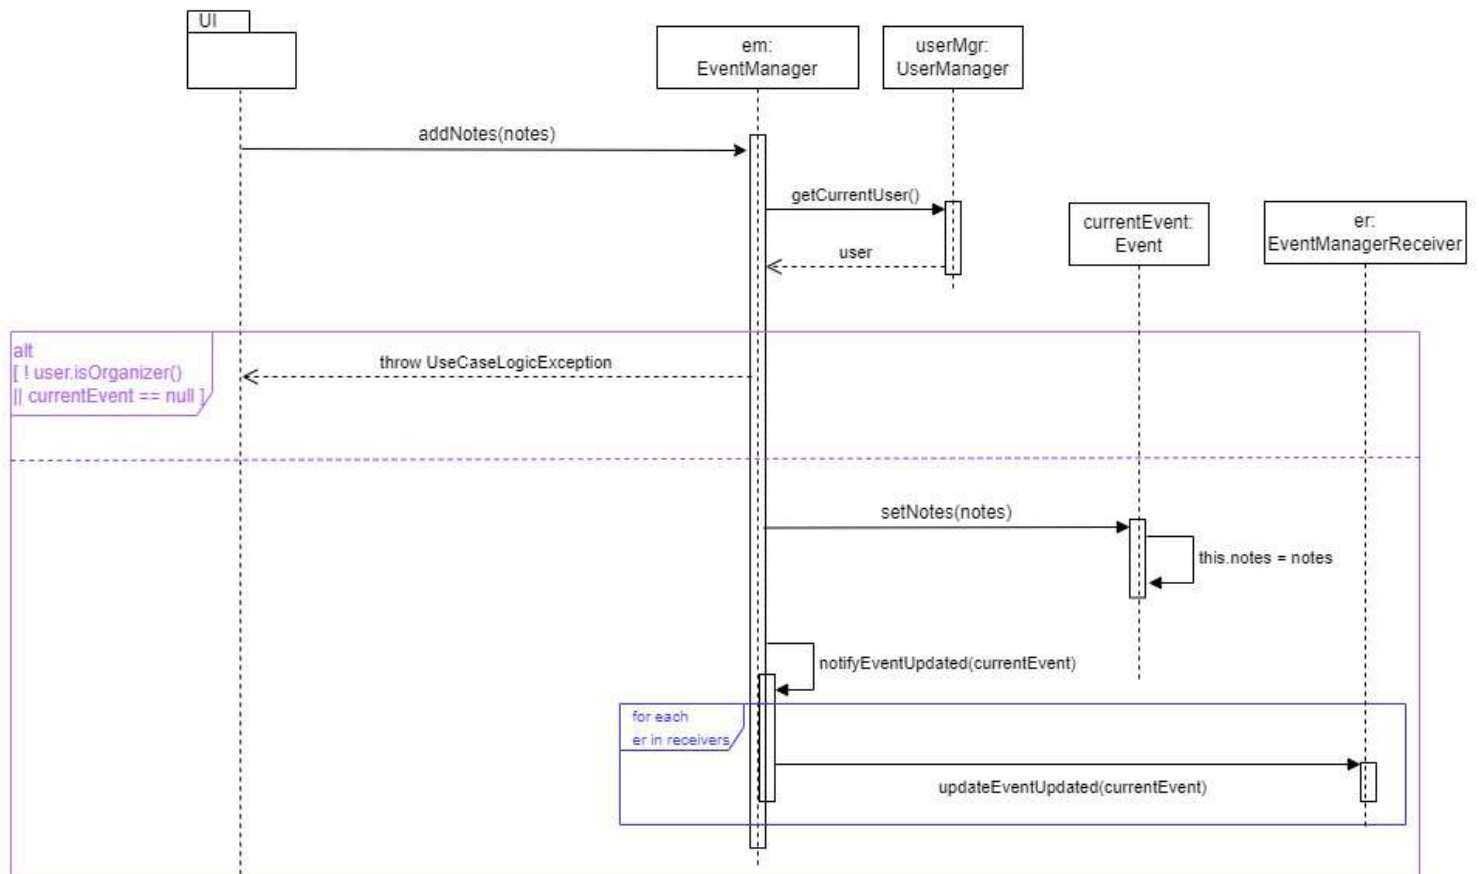 UI
em:
EventManager
userMgr:
UserManager
addNotes(notes)
getCurrentUser()
currentEvent:
Event
er:
EventManagerReceiver
user
alt
[ ! user.isOrganizer()
|| currentEvent == null ]
throw UseCaseLogicException
setNotes(notes)
this.notes = notes
notifyEventUpdated(currentEvent)
for each
er in receivers
updateEventUpdated(currentEvent)